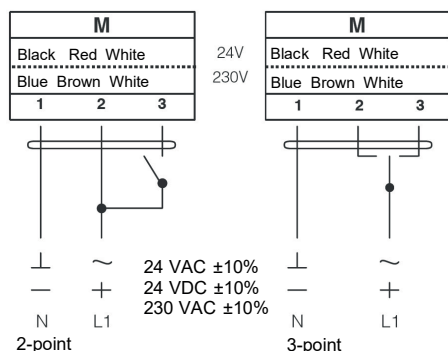 M
Black Red White
Blue Brown White
1 2 3
24V
230V
M
Black Red White
Blue Brown White
1 2 3
⊥ ~
24 VAC ±10%
— +
24 VDC ±10%
230 VAC ±10%
N L1
2-point
⊥ ~
— +
N L1
3-point